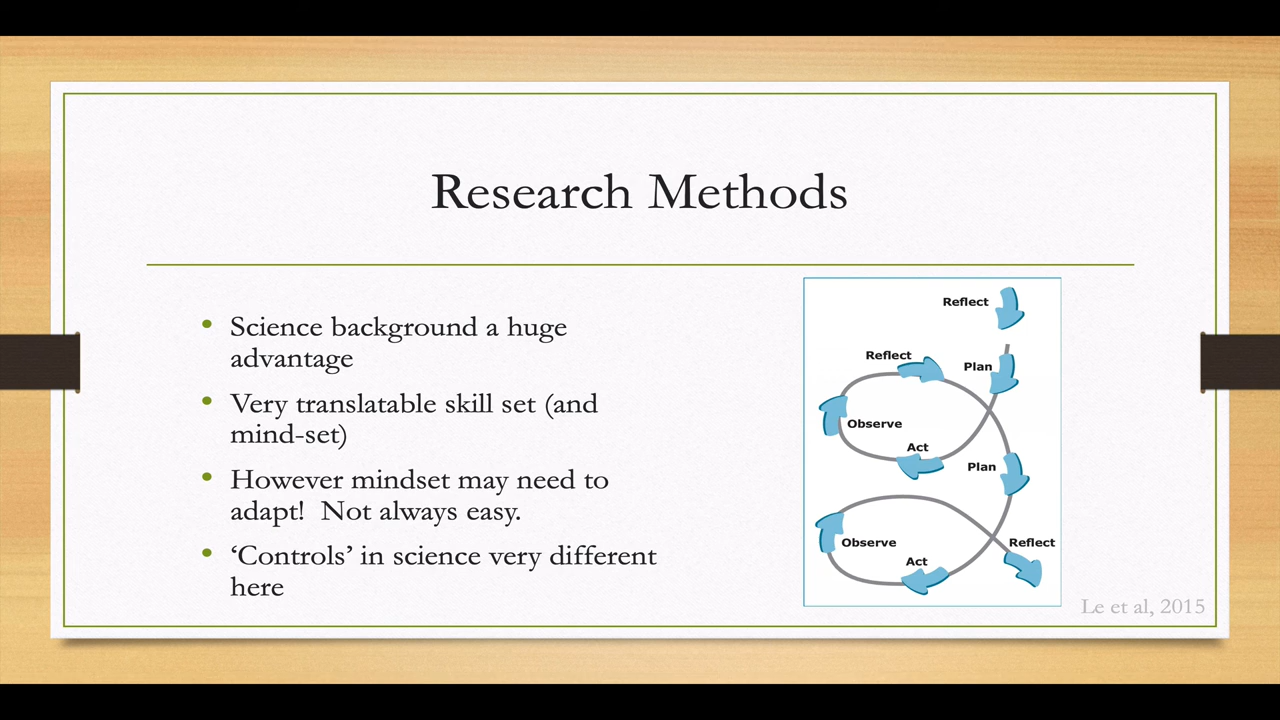 Research Methods
• Science background a huge
advantage
• Very translatable skill set (and
mind-set)
• However mindset may need to
adapt!  Not always easy.
• ‘Controls’ in science very different
here
Reflect
Reflect
Plan
Observe
Act
Plan
Observe
Reflect
Act
Le et al, 2015